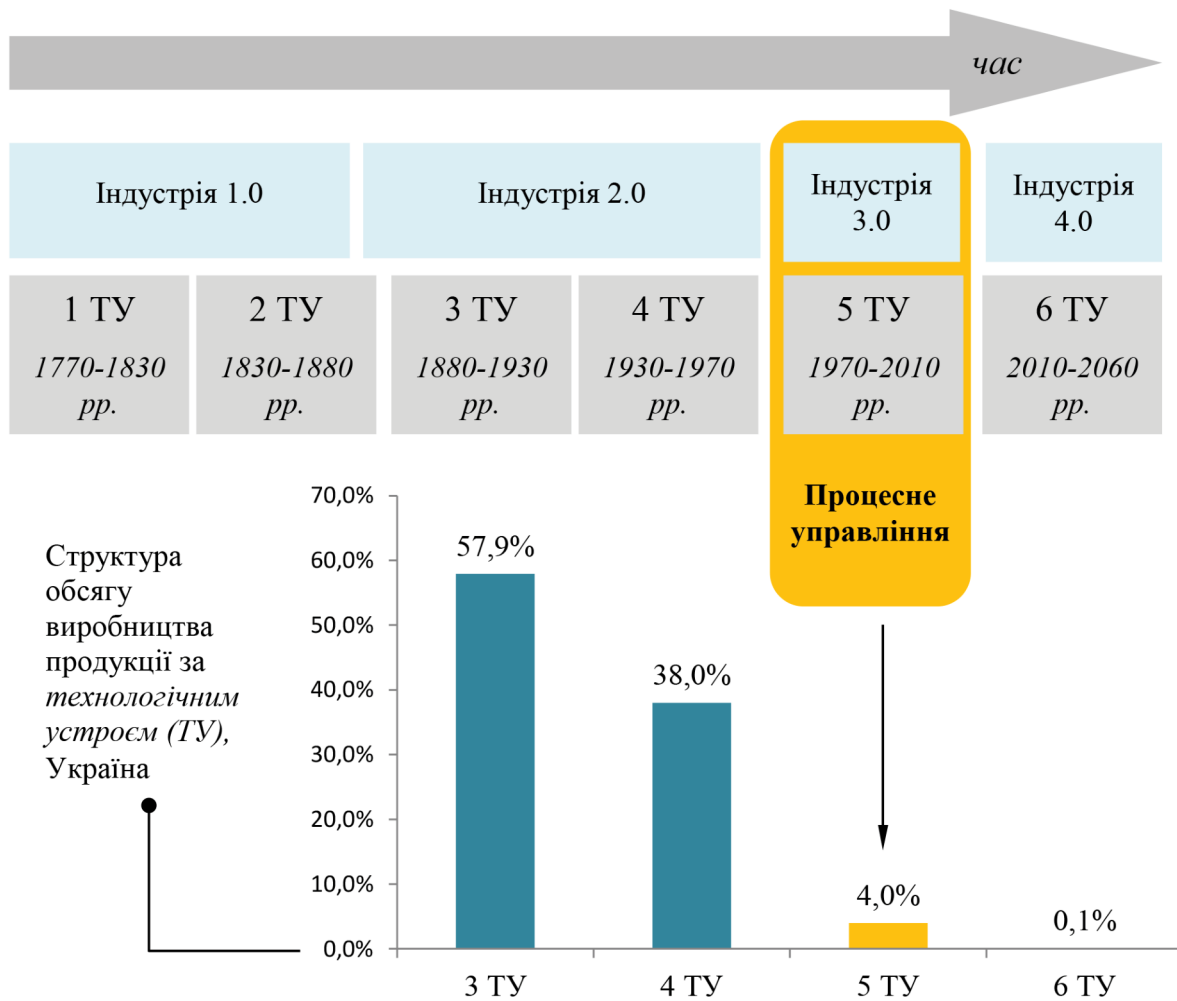 час
Індустрія 1.0
Індустрія 2.0
Індустрія
3.0
Індустрія
4.0
1 ТУ
1770-1830
рр.
2 ТУ
1830-1880
рр.
3 ТУ
1880-1930
рр.
4 ТУ
1930-1970
рр.
5 ТУ
1970-2010
рр.
6 ТУ
2010-2060
рр.
Процесне
управління
Структура
обсягу
виробництва
продукції за
технологічним
устроєм (ТУ),
Україна
70,0%
60,0%
50,0%
40,0%
30,0%
20,0%
10,0%
0,0%
57,9%
38,0%
4,0%
0,1%
3 ТУ
4 ТУ
5 ТУ
6 ТУ